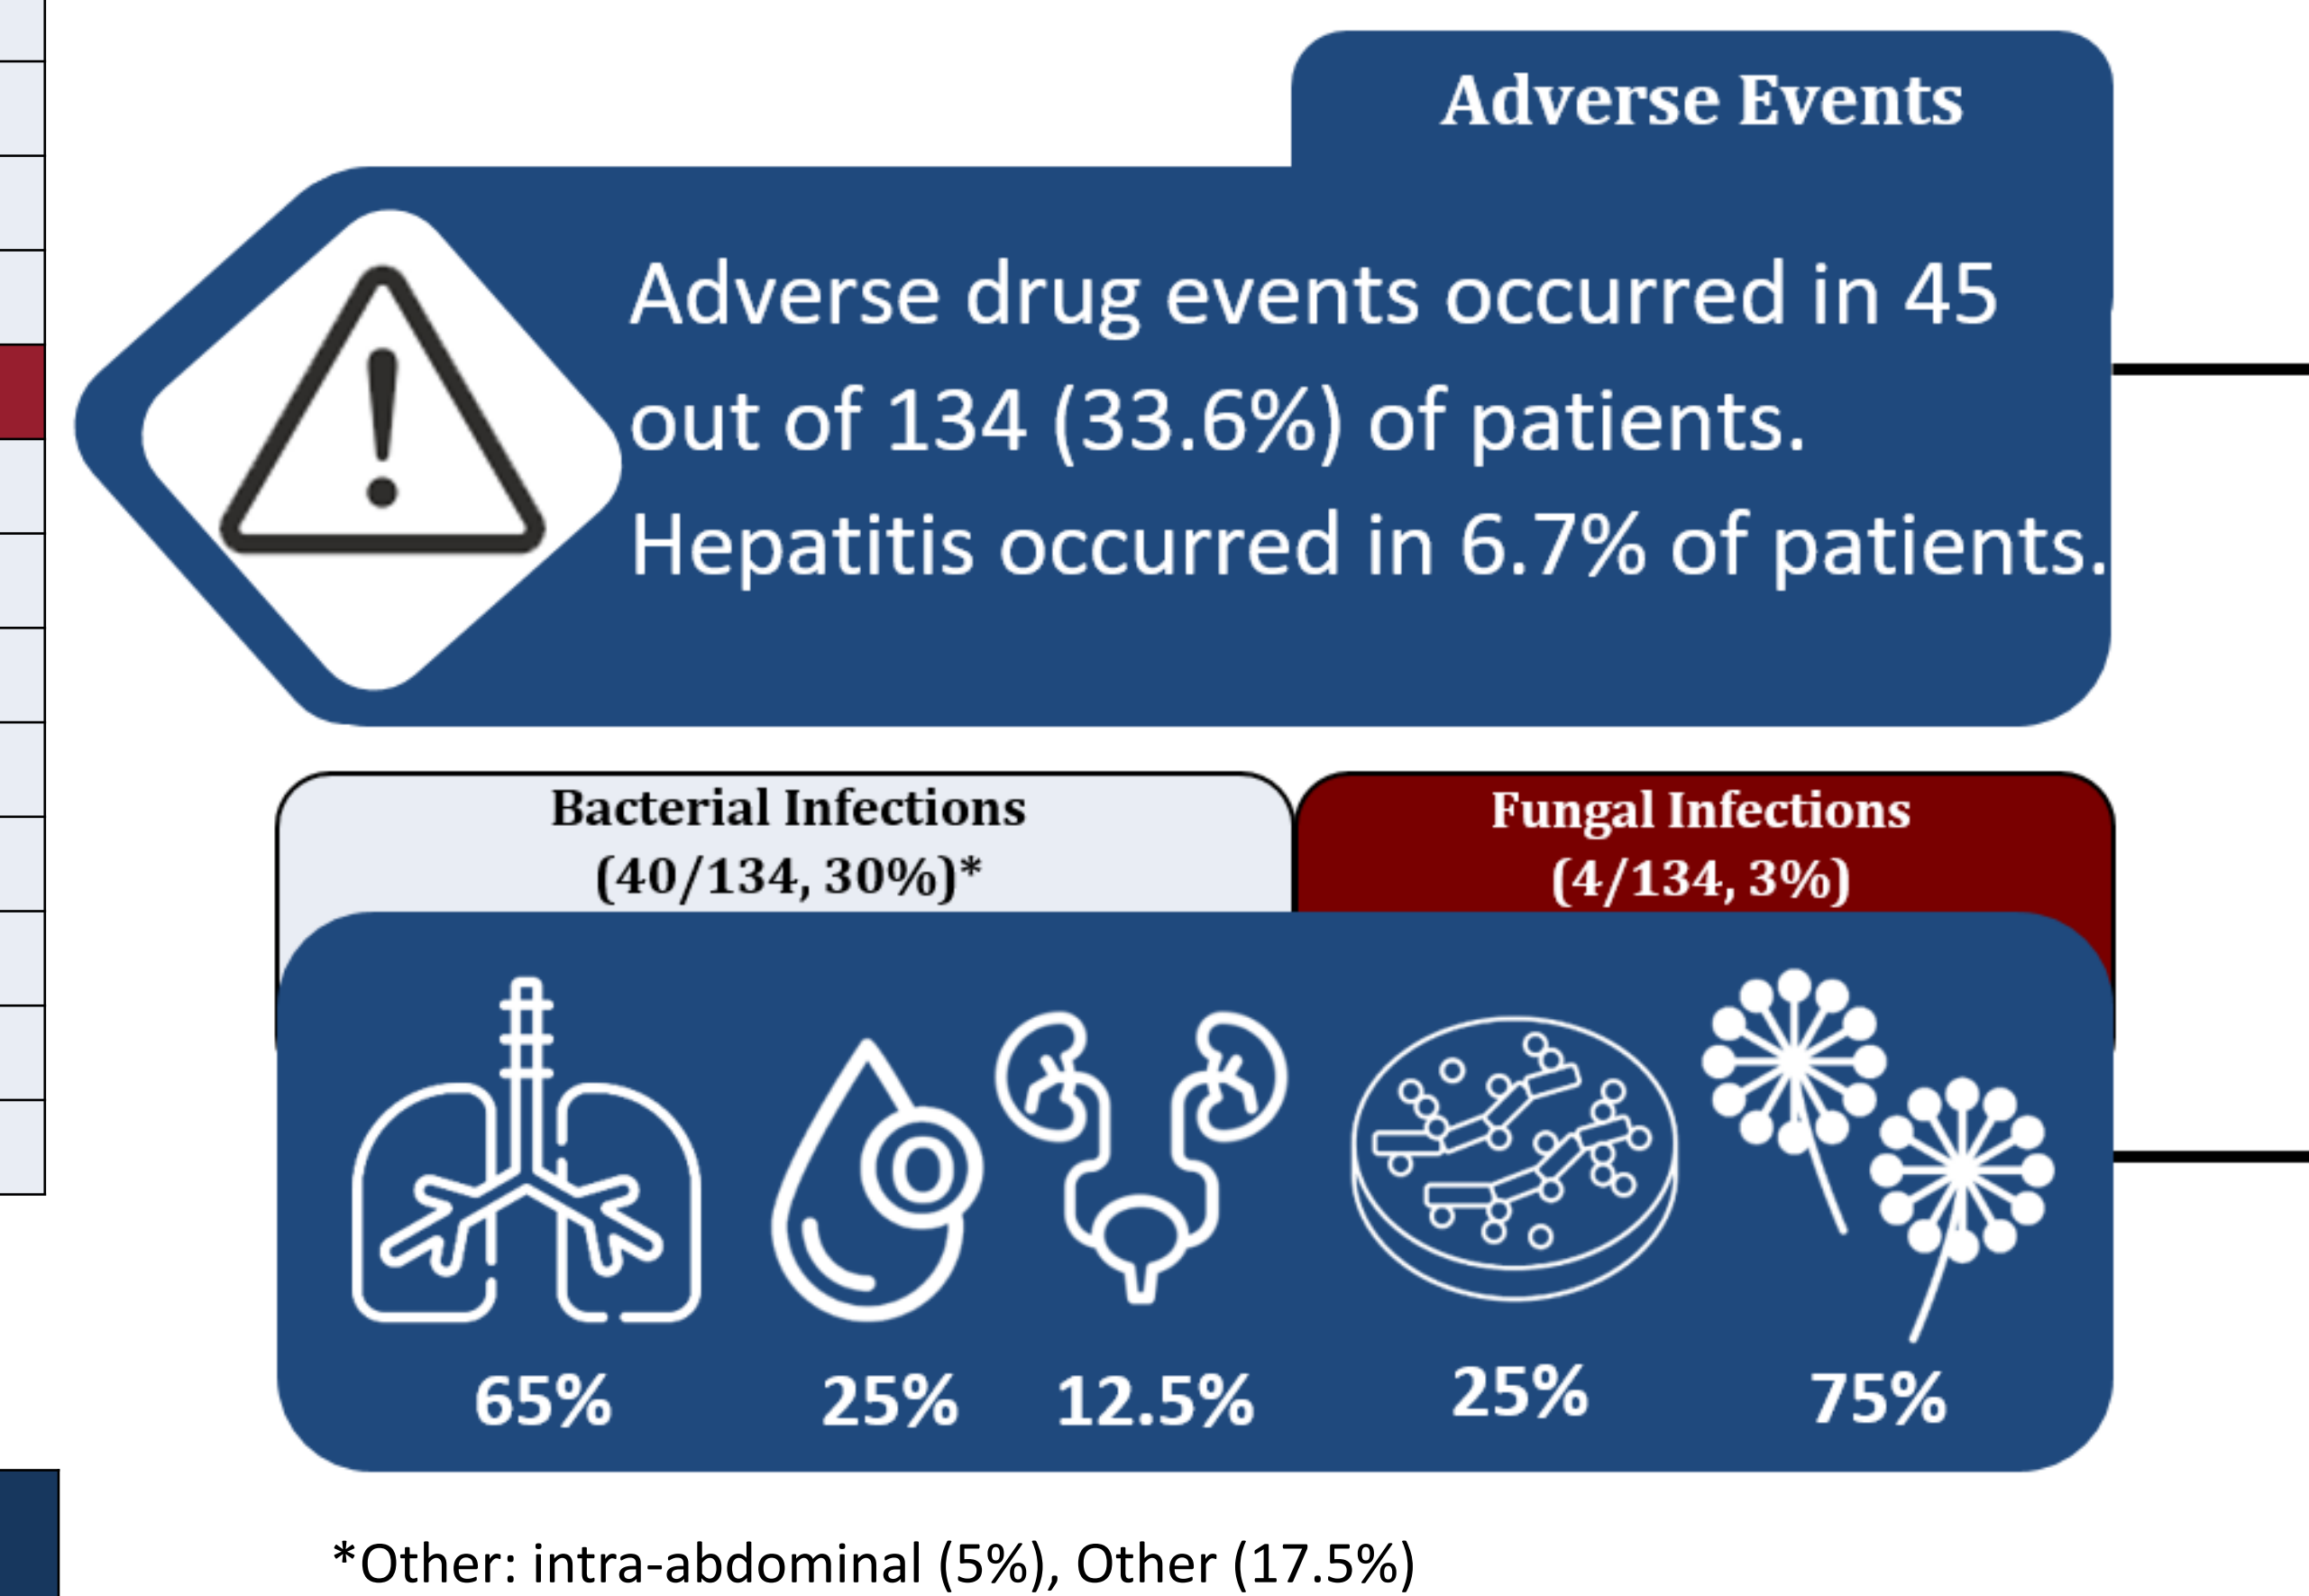 Adverse Events
Adverse drug events occurred in 45
out of 134 (33.6%) of patients.
Hepatitis occurred in 6.7% of patients.
Bacterial Infections
(40/134, 30%)*
Fungal Infections
(4/134, 3%)
O
65%
25%
12.5%
25%
75%
*Other: intra-abdominal (5%), Other (17.5%)